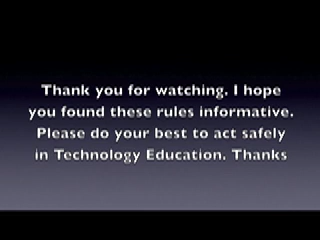 Thank you for watching. I hope
you found these rules informative.
Please do your best to act safely
in Technology Education. Thanks